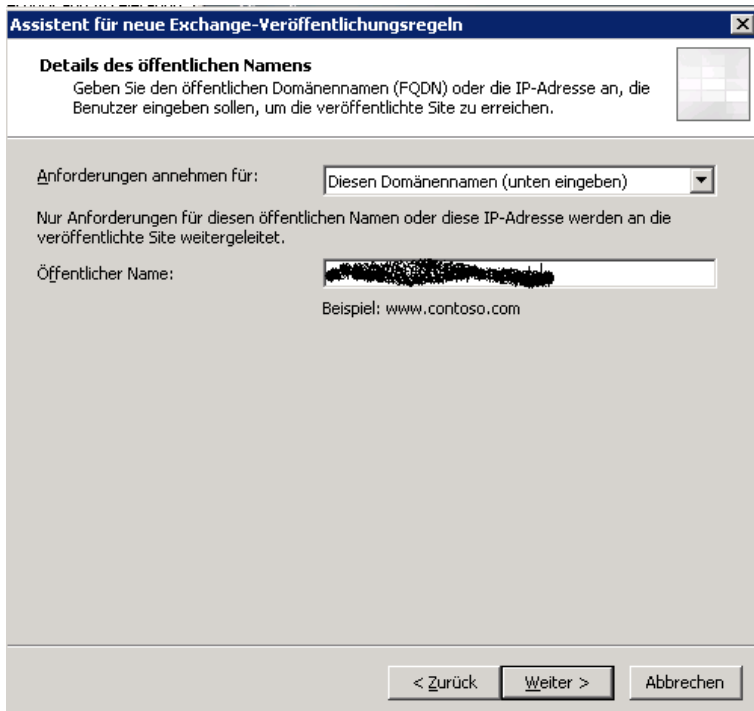 Assistent für neue Exchange-Veröffentlichungsregeln
Details des öffentlichen Namens
Geben Sie den öffentlichen Domänennamen (FQDN) oder die IP-Adresse an, die
Benutzer eingeben sollen, um die veröffentlichte Site zu erreichen.
Anforderungen annehmen für:
Diesen Domänennamen (unten eingeben)
Nur Anforderungen für diesen öffentlichen Namen oder diese IP-Adresse werden an die
veröffentlichte Site weitergeleitet.
Öffentlicher Name:
Beispiel: www.contoso.com
< Zurück
Weiter >
Abbrechen